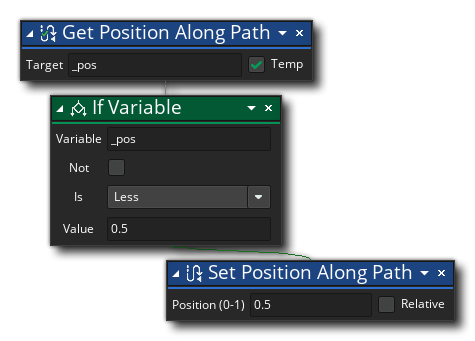 Get Position Along Path
Target _pos Temp
If Variable
Variable _pos
Not
Is Less
Value 0.5
Set Position Along Path
Position (0-1) 0.5 Relative